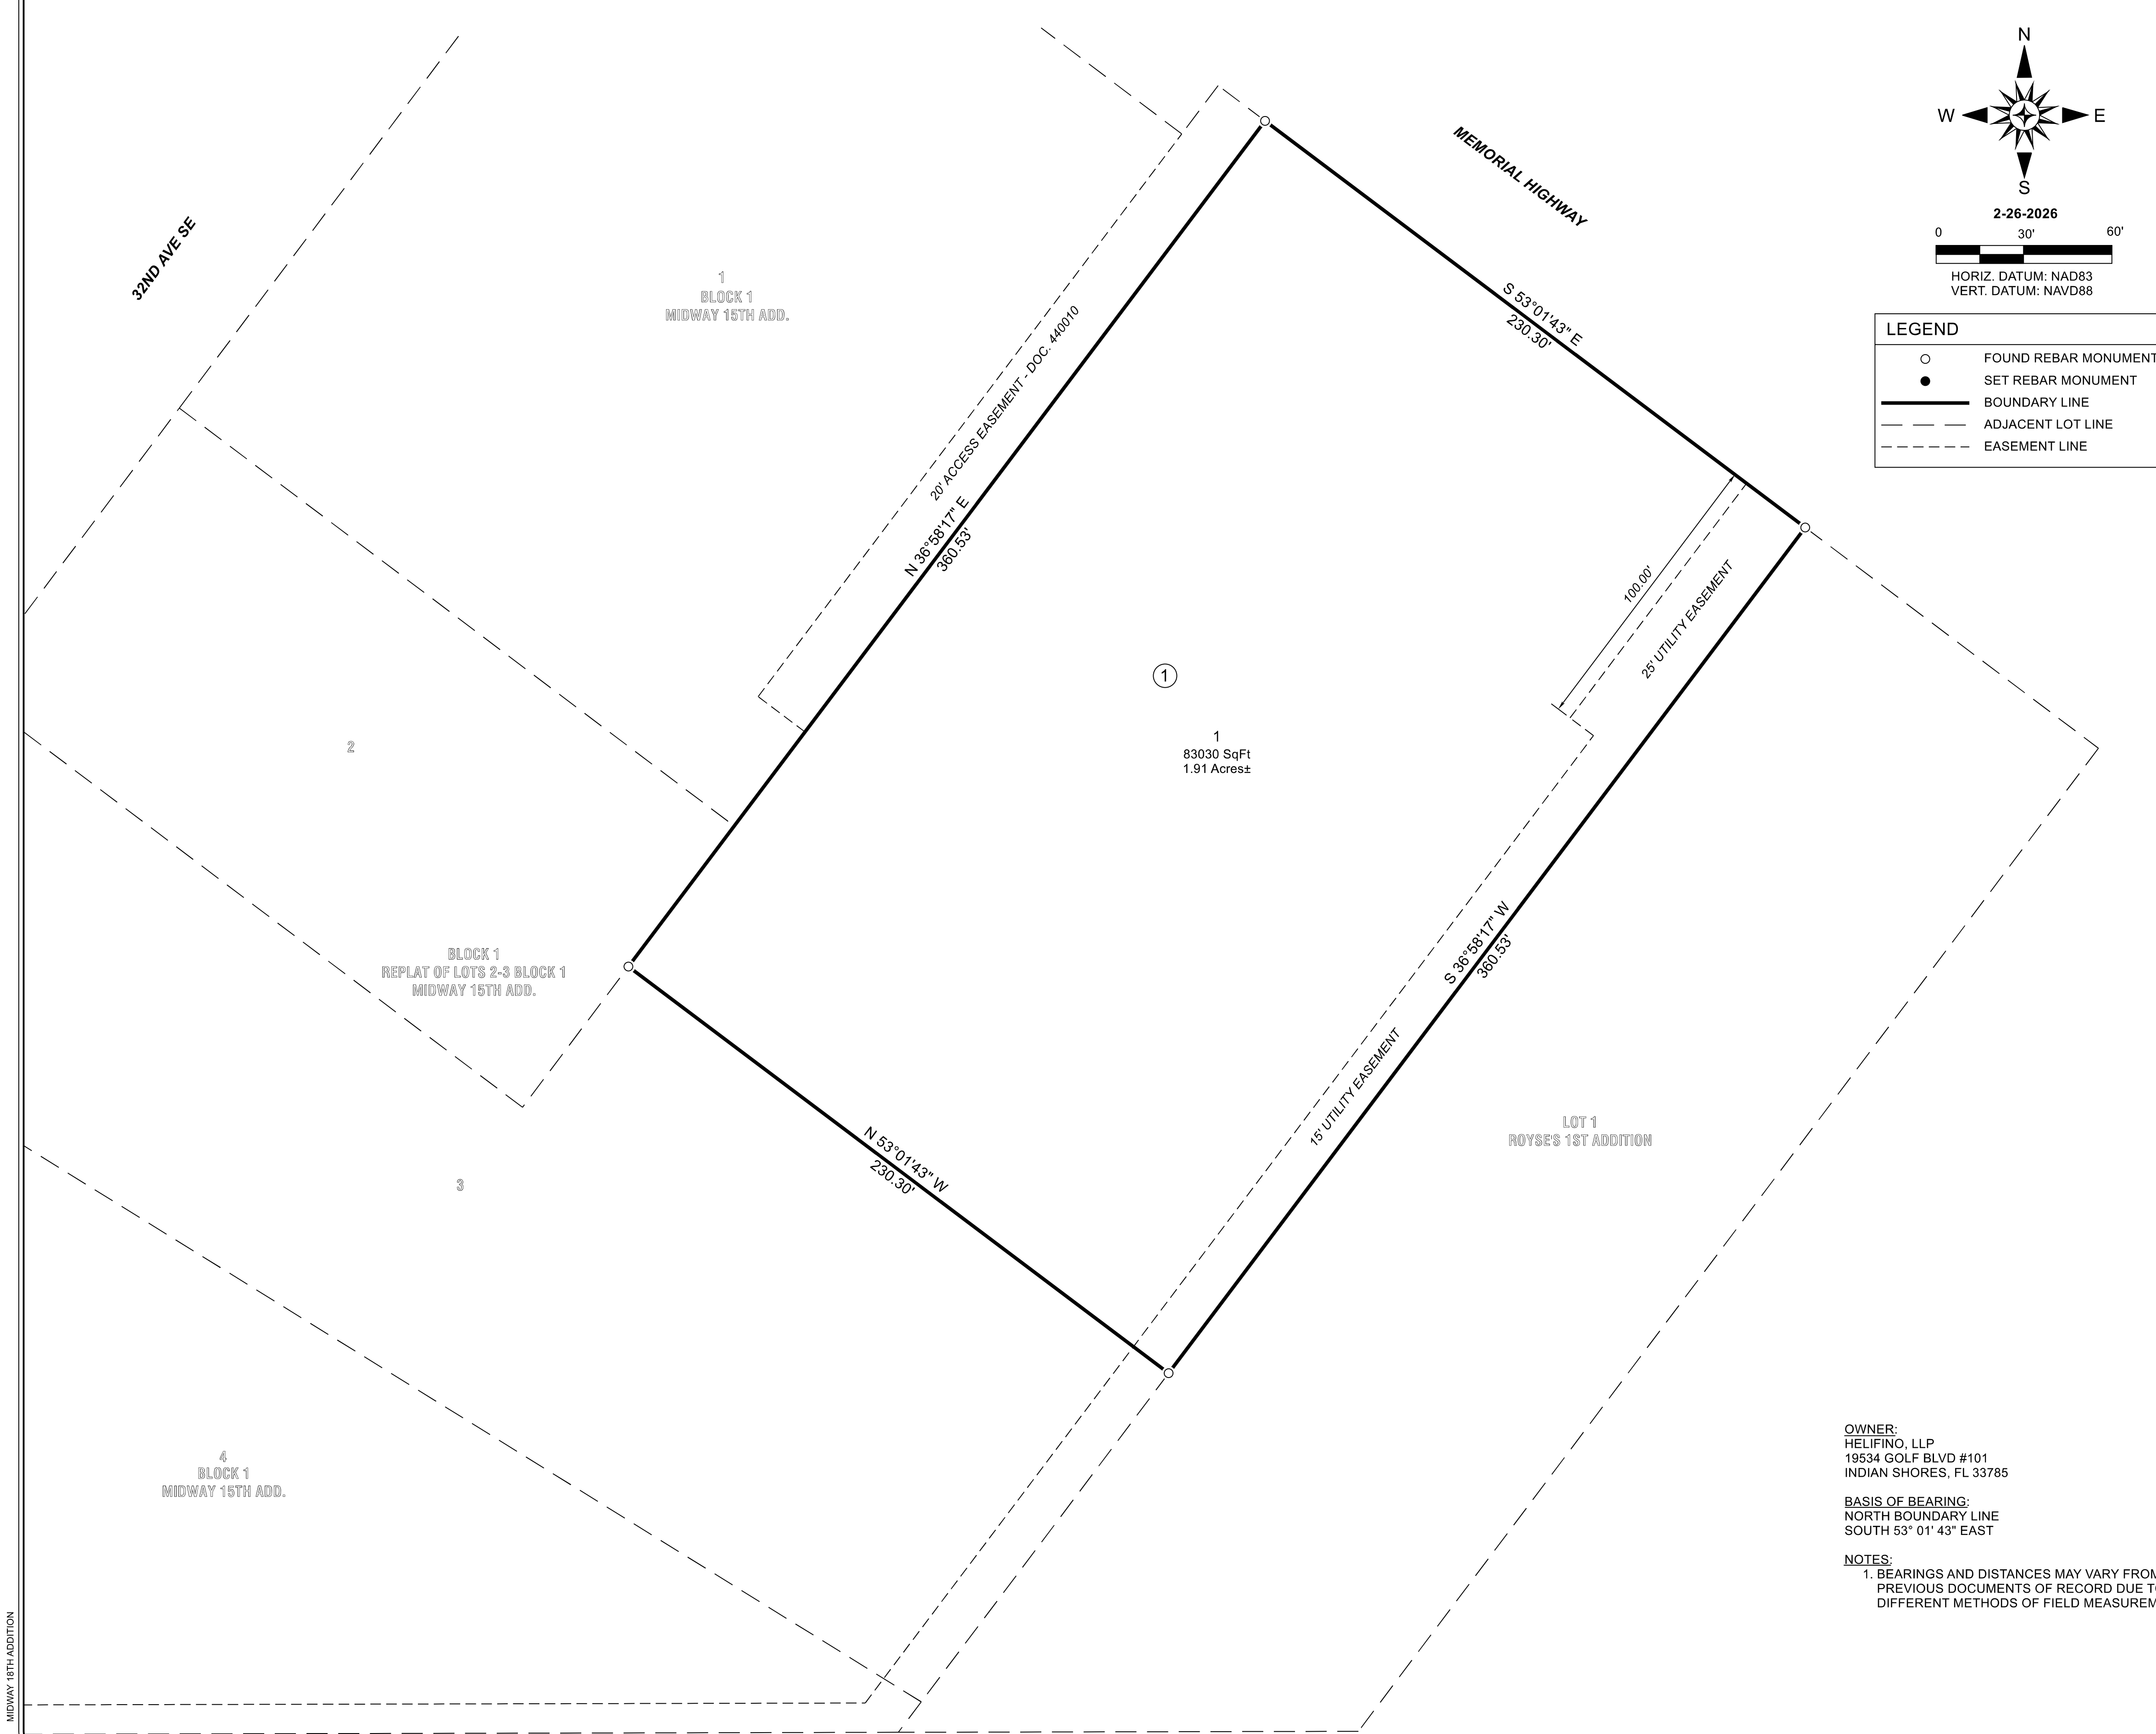 N
W
E
S
2-26-2026
0
30'
60'
HORIZ. DATUM: NAD83
VERT. DATUM: NAVD88
LEGEND
FOUND REBAR MONUMENT
SET REBAR MONUMENT
BOUNDARY LINE
ADJACENT LOT LINE
EASEMENT LINE
MEMORIAL HIGHWAY
32ND AVE SE
1
BLOCK 1
MIDWAY 15TH ADD.
20' ACCESS EASEMENT - DOC. 440010
S 53°01'43" E
230.30'
N 36°58'17" E
360.53'
100.00'
25' UTILITY EASEMENT
1
1
83030 SqFt
1.91 Acres±
2
BLOCK 1
REPLAT OF LOTS 2-3 BLOCK 1
MIDWAY 15TH ADD.
S 36°58'17" W
360.53'
15' UTILITY EASEMENT
N 53°01'43" W
230.30'
LOT 1
ROYSE'S 1ST ADDITION
3
4
BLOCK 1
MIDWAY 15TH ADD.
OWNER:
HELIFINO, LLP
19534 GOLF BLVD #101
INDIAN SHORES, FL 33785
BASIS OF BEARING:
NORTH BOUNDARY LINE
SOUTH 53° 01' 43" EAST
NOTES:
1. BEARINGS AND DISTANCES MAY VARY FROM
PREVIOUS DOCUMENTS OF RECORD DUE TO
DIFFERENT METHODS OF FIELD
MIDWAY 18TH ADDITION